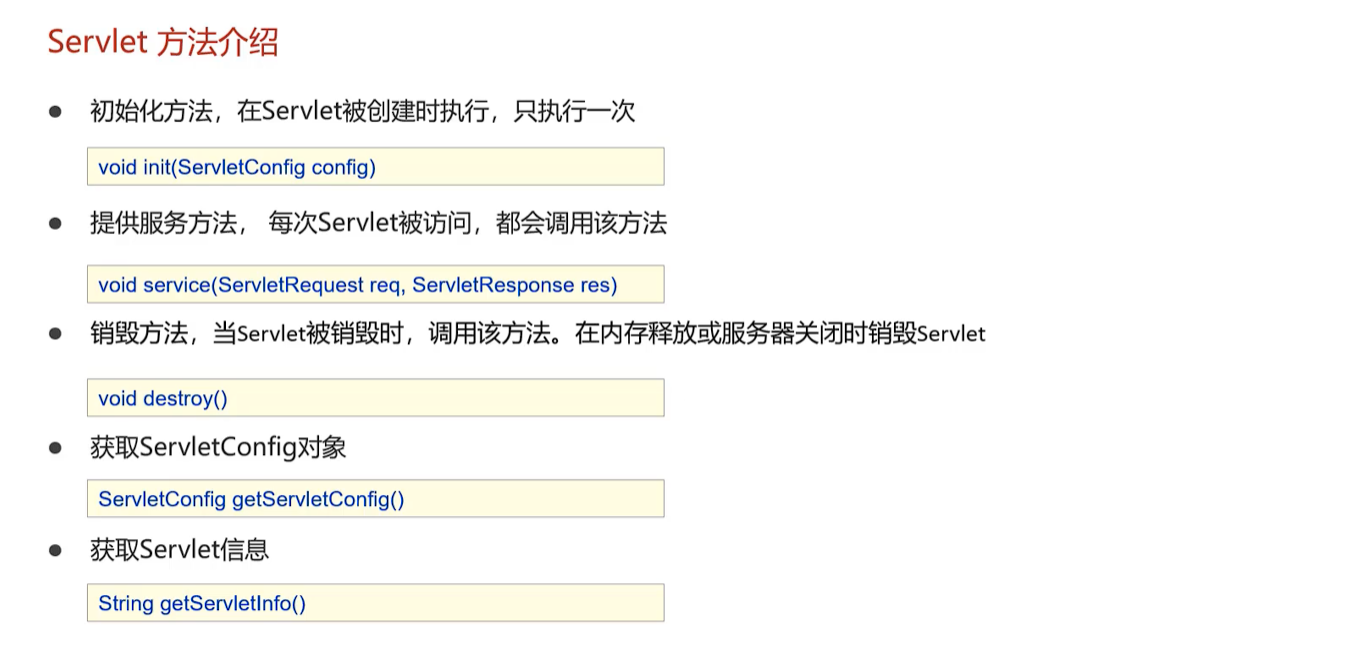 Servlet 方法介绍
● 初始化方法，在Servlet被创建时执行，只执行一次
void init(ServletConfig config)
● 提供服务方法， 每次Servlet被访问，都会调用该方法
void service(ServletRequest req, ServletResponse res)
● 销毁方法，当Servlet被销毁时，调用该方法。在内存释放或服务器关闭时销毁Servlet
void destroy()
● 获取ServletConfig对象
ServletConfig getServletConfig()
● 获取Servlet信息
String getServletInfo()